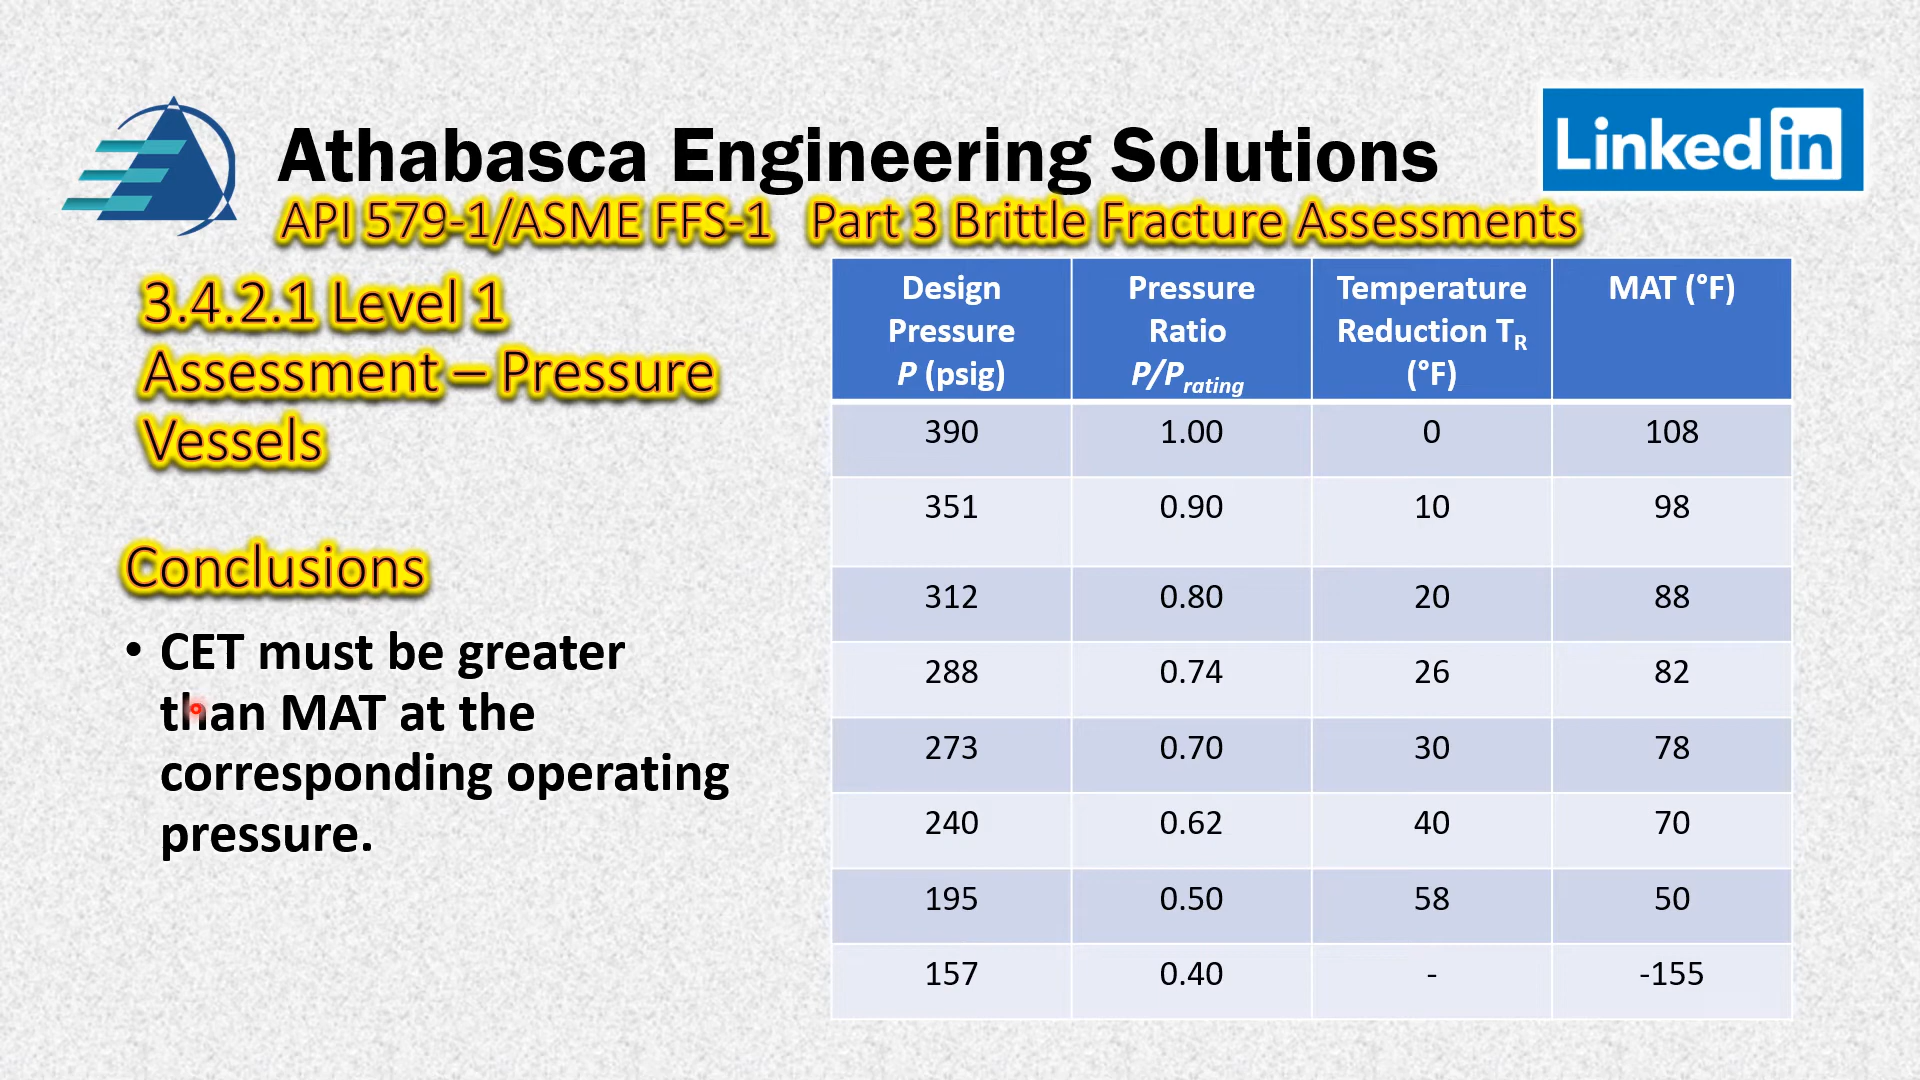 Athabasca Engineering Solutions
LinkedIn
API 579-1/ASME FFS-1 Part 3 Brittle Fracture Assessments
3.4.2.1 Level 1
Assessment – Pressure
Vessels
Conclusions
• CET must be greater
than MAT at the
corresponding operating
pressure.
Design Pressure P (psig) Pressure Ratio P/Prating Temperature Reduction TR (°F) MAT (°F)
390 1.00 0 108
351 0.90 10 98
312 0.80 20 88
288 0.74 26 82
273 0.70 30 78
240 0.62 40 70
195 0.50 58 50
157 0.40 - -155